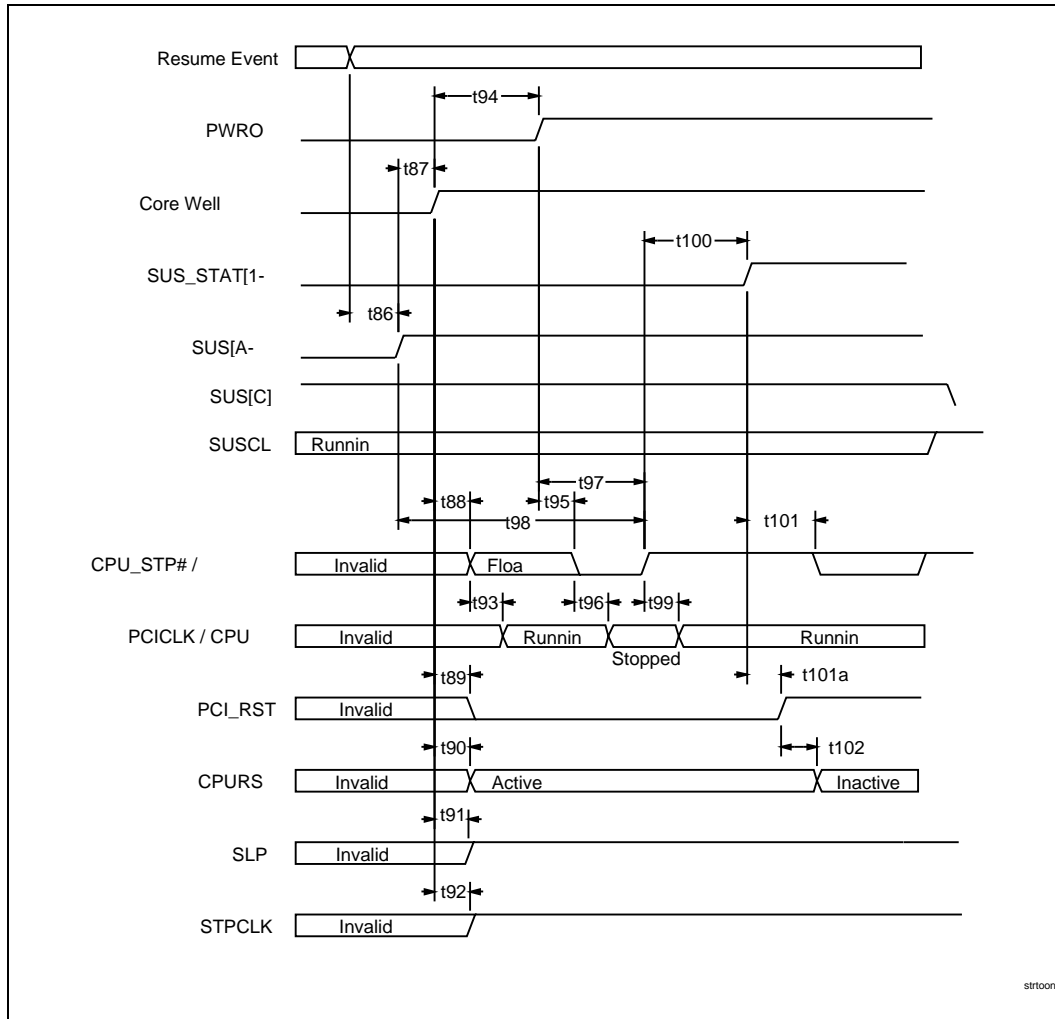 Resume Event
t94
PWRO
t87
Core Well
t100
SUS_STAT[1-
t86
SUS[A-
SUS[C]
SUSCL
Runnin
t97
t88
t95
t98
t101
CPU_STP# /
Invalid
Floa
t93
t96
t99
PCICLK / CPU
Invalid
Runnin
Runnin
Stopped
t89
t101a
PCI_RST
Invalid
t90
t102
CPURS
Invalid
Active
Inactive
t91
SLP
Invalid
t92
STPCLK
Invalid
strtoon